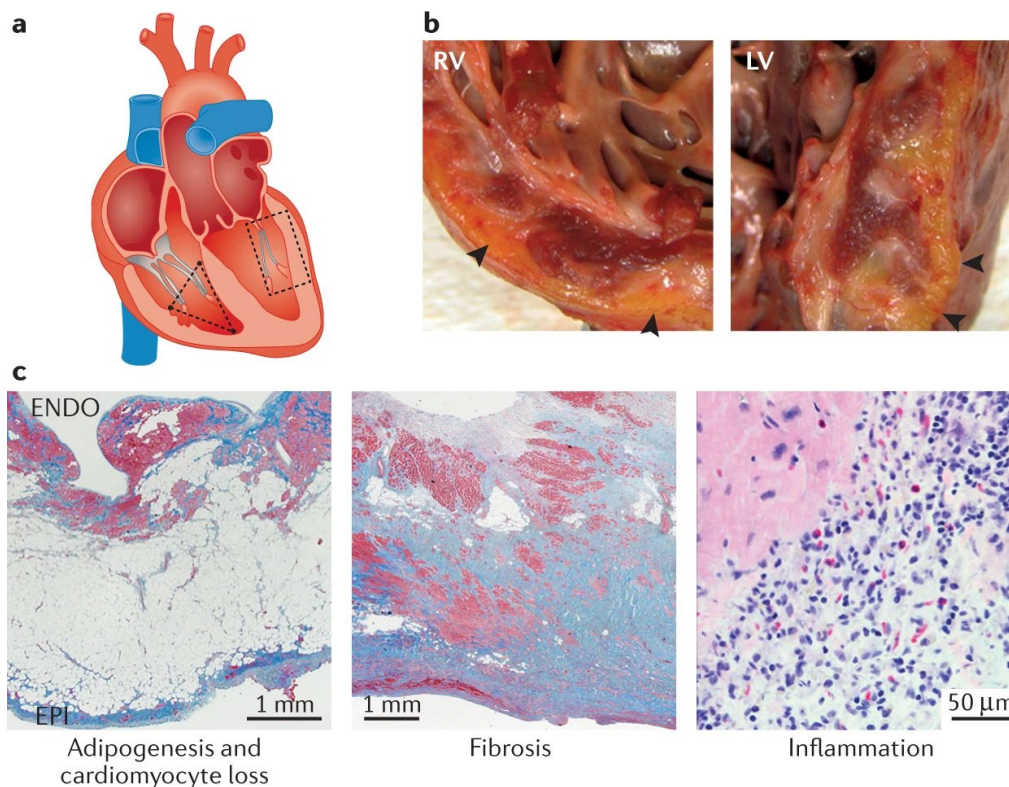 a
b
RV
LV
c
ENDO
EPI
1 mm
Adipogenesis and
cardiomyocyte loss
1 mm
Fibrosis
50 μm
Inflammation